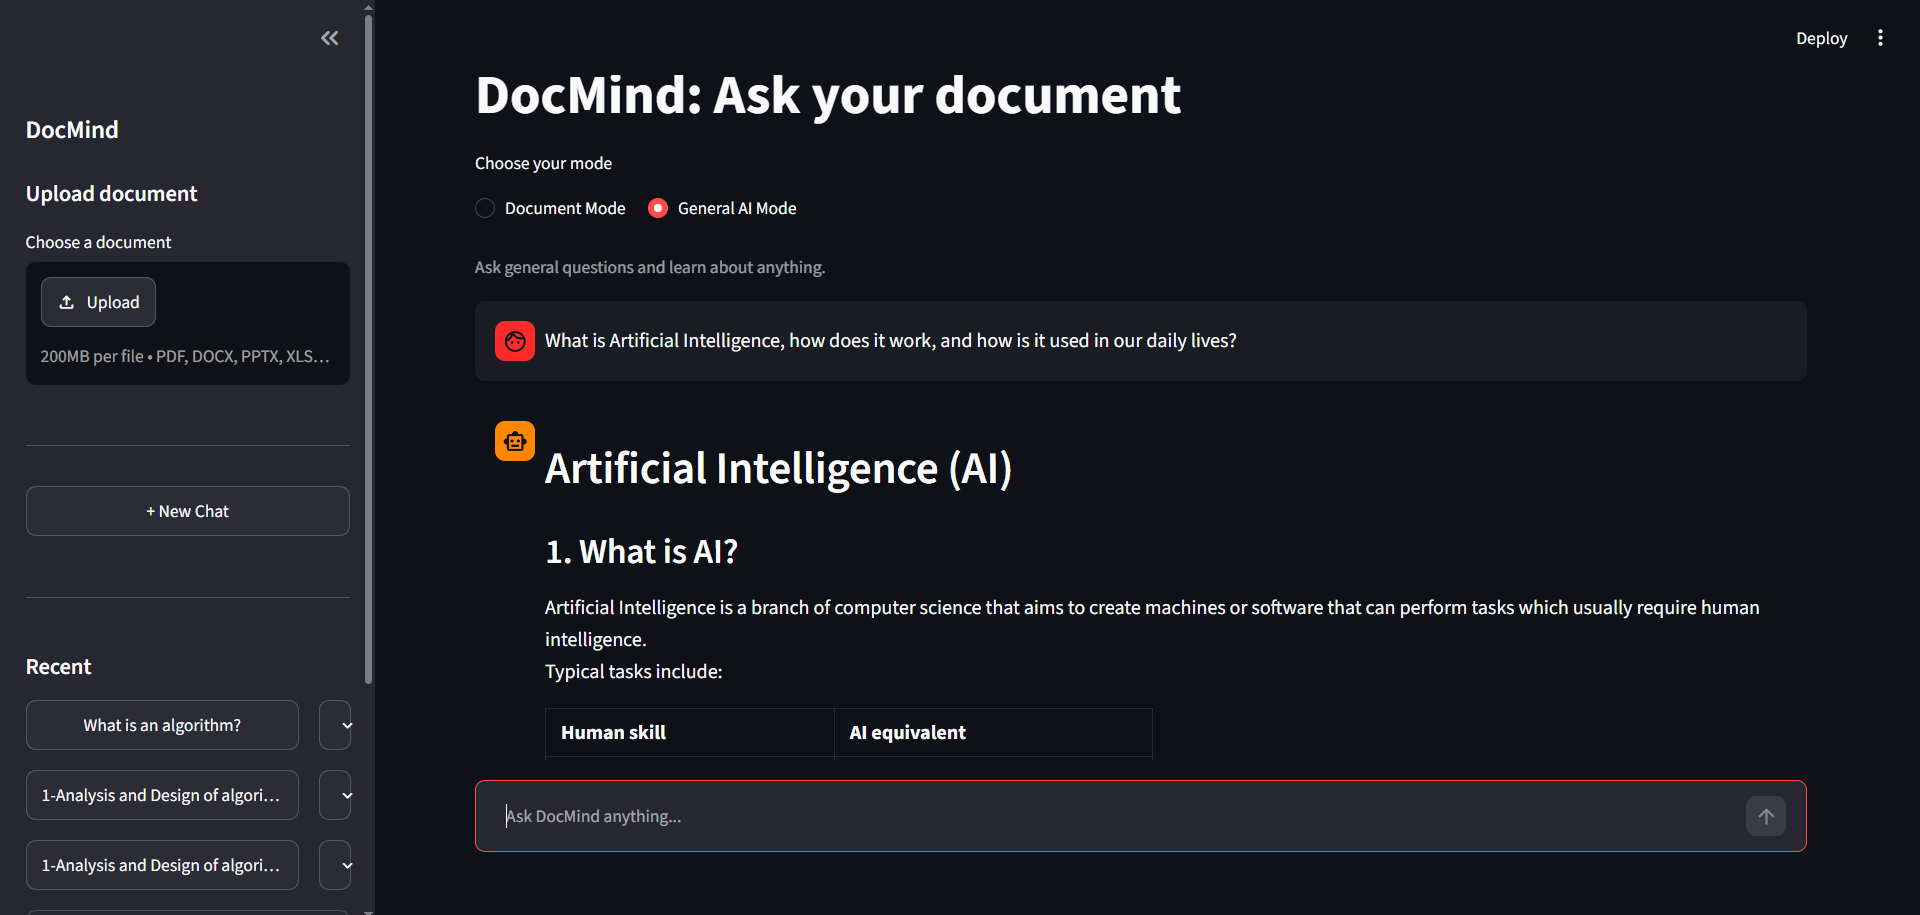 DocMind
Upload document
Choose a document
Upload
200MB per file • PDF, DOCX, PPTX, XLS...
+ New Chat
Recent
What is an algorithm?
1-Analysis and Design of algori...
1-Analysis and Design of algori...
Deploy
DocMind: Ask your document
Choose your mode
Document Mode General AI Mode
Ask general questions and learn about anything.
What is Artificial Intelligence, how does it work, and how is it used in our daily lives?
Artificial Intelligence (AI)
1. What is AI?
Artificial Intelligence is a branch of computer science that aims to create machines or software that can perform tasks which usually require human
intelligence.
Typical tasks include:
Human skill AI equivalent
Ask DocMind anything...